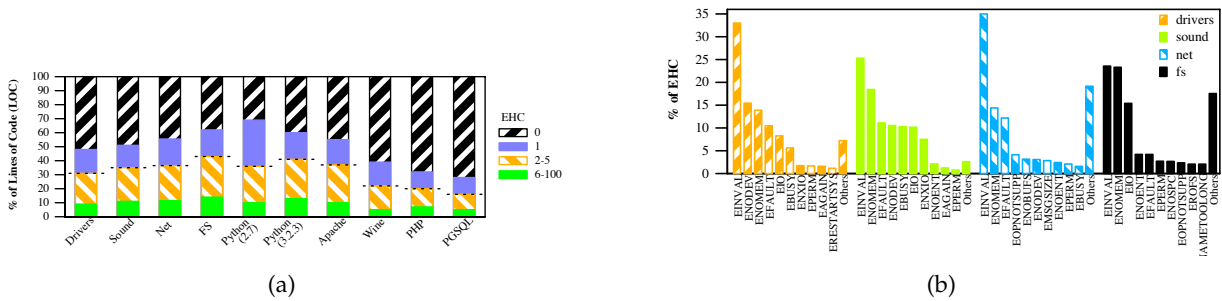 % of Lines of Code (LOC)
100
90
80
70
60
50
40
30
20
10
0
Drivers
Sound
Net
FS
Python
(2.7)
Python
(3.2.3)
Apache
Wine
PHP
PGSQL
EHC
0
1
2-5
6-100
(a)
% of EHC
35
30
25
20
15
10
5
0
drivers
sound
net
fs
EINVAL
ENODEV
ENOMEM
EFAULT
EIO
EBUSY
ENXIO
EPERM
EAGAIN
ERESTARTSYS
Others
EINVAL
ENOMEM
EFAULT
ENODEV
EBUSY
EIO
ENXIO
ENOENT
EAGAIN
EPERM
Others
EINVAL
ENOMEM
EFAULT
EOPNOTSUPP
ENOBUFS
ENODEV
EMSGSIZE
ENOENT
EPERM
EBUSY
Others
EINVAL
ENOMEM
EIO
ENOENT
EFAULT
EPERM
ENOSPC
EOPNOTSUPP
EROFS
NAMETOOLONG
Others
(b)